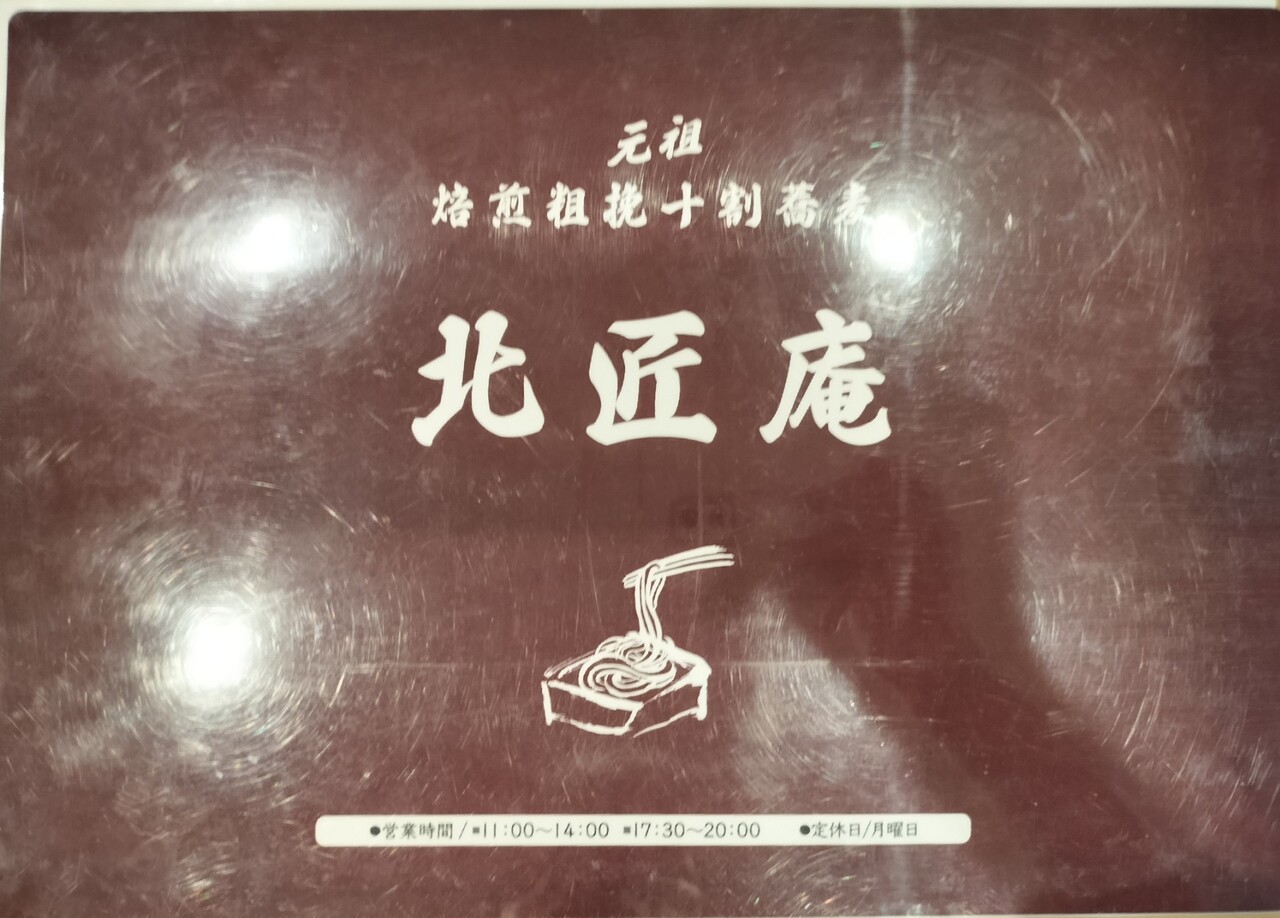 元祖
焙煎粗挽十割蕎麦
北匠庵
●営業時間/■11:00〜14:00 ■17:30〜20:00 ●定休日/月曜日